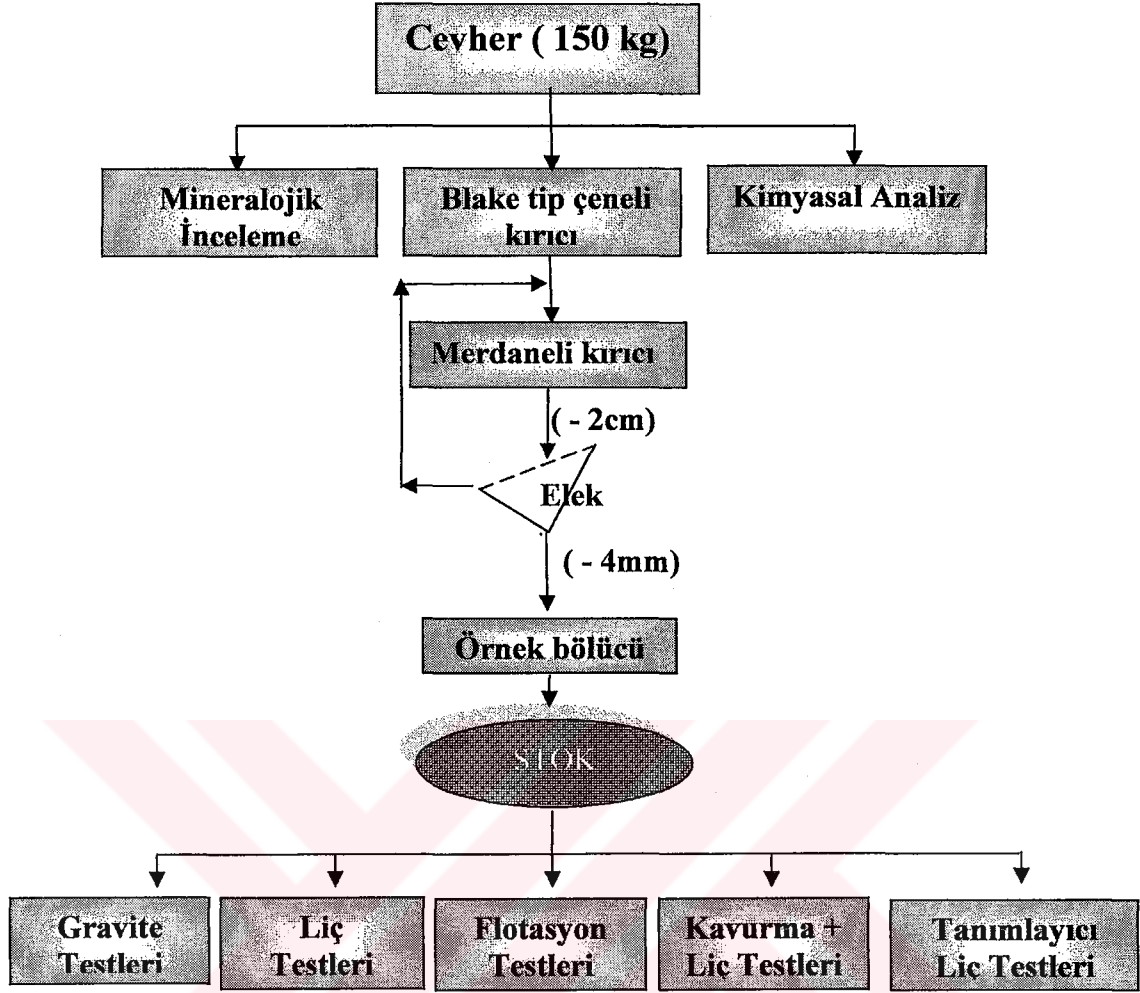 Cevher ( 150 kg)
Mineralojik
İnceleme
Blake tip çeneli
kırıcı
Kimyasal Analiz
Merdaneli kırıcı
( - 2cm)
Elek
( - 4mm)
Örnek bölücü
STOK
Gravite
Testleri
Liç
Testleri
Flotasyon
Testleri
Kavurma +
Liç Testleri
Tanımlayıcı
Liç Testleri